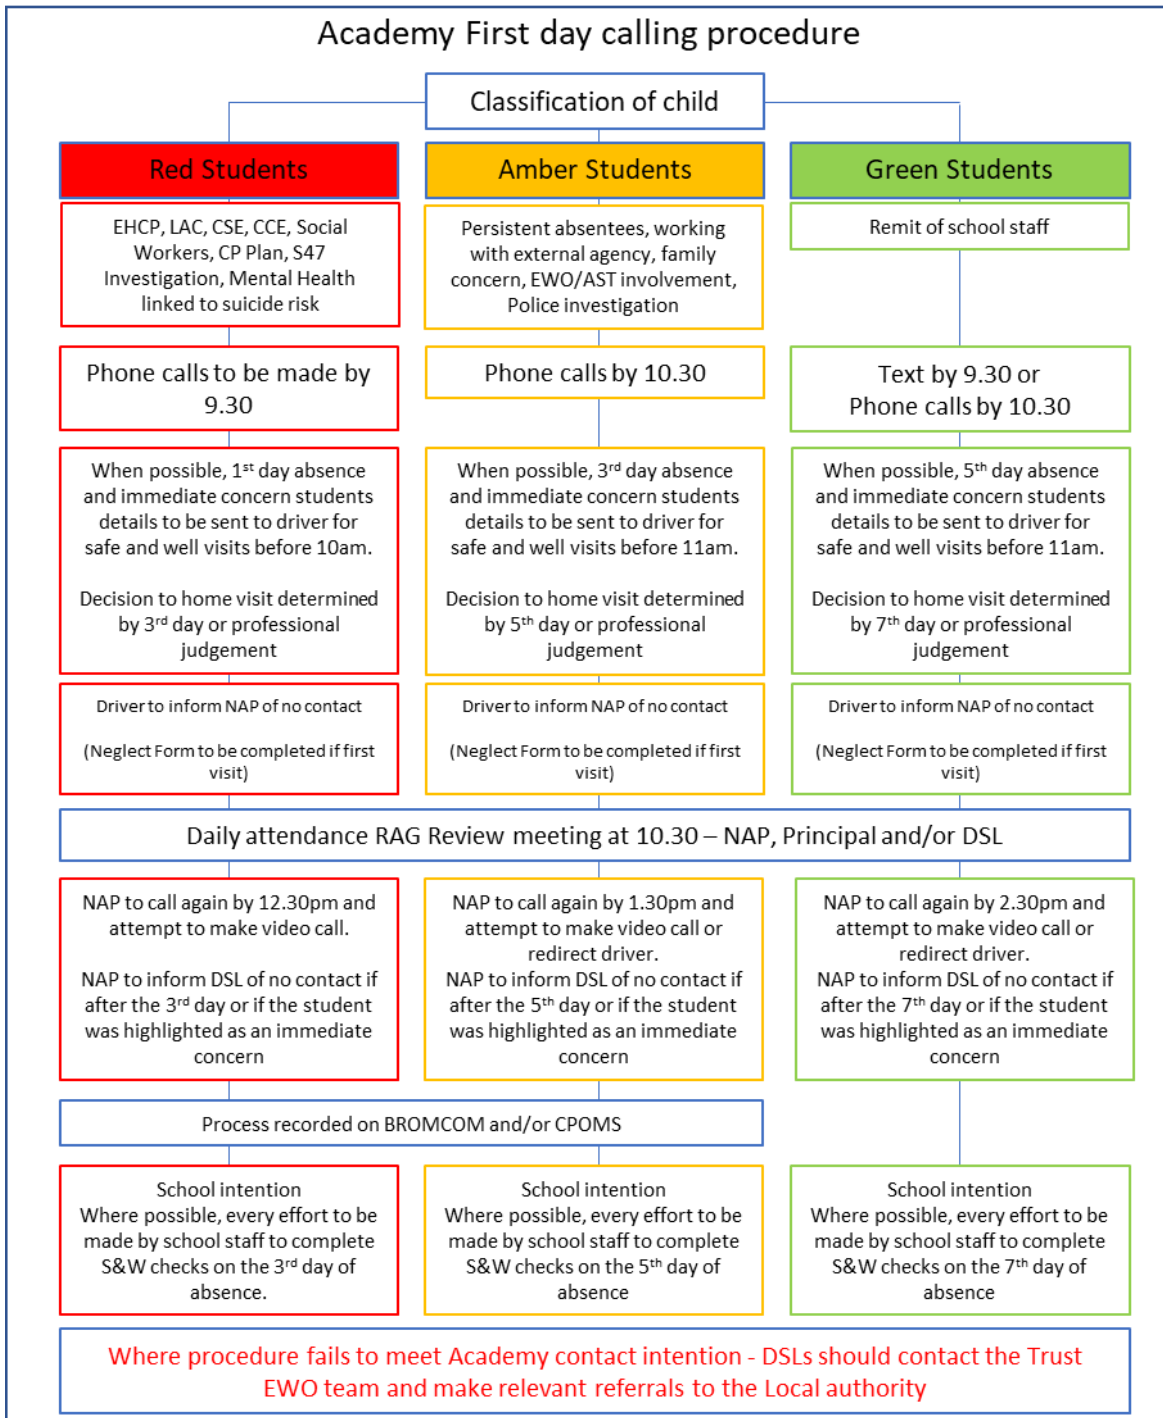 Academy First day calling procedure
Classification of child
Red Students
Amber Students
Green Students
EHCP, LAC, CSE, CCE, Social
Workers, CP Plan, S47
Investigation, Mental Health
linked to suicide risk
Persistent absentees, working
with external agency, family
concern, EWO/AST involvement,
Police investigation
Remit of school staff
Phone calls to be made by
9.30
Phone calls by 10.30
Text by 9.30 or
Phone calls by 10.30
When possible, 1st day absence
and immediate concern students
details to be sent to driver for
safe and well visits before 10am.
Decision to home visit determined
by 3rd day or professional
judgement
When possible, 3rd day absence
and immediate concern students
details to be sent to driver for
safe and well visits before 11am.
Decision to home visit determined
by 5th day or professional
judgement
When possible, 5th day absence
and immediate concern students
details to be sent to driver for
safe and well visits before 11am.
Decision to home visit determined
by 7th day or professional
judgement
Driver to inform NAP of no contact
(Neglect Form to be completed if first
visit)
Driver to inform NAP of no contact
(Neglect Form to be completed if first
visit)
Driver to inform NAP of no contact
(Neglect Form to be completed if first
visit)
Daily attendance RAG Review meeting at 10.30 – NAP, Principal and/or DSL
NAP to call again by 12.30pm and
attempt to make video call.
NAP to inform DSL of no contact if
after the 3rd day or if the student
was highlighted as an immediate
concern
NAP to call again by 1.30pm and
attempt to make video call or
redirect driver.
NAP to inform DSL of no contact if
after the 5th day or if the student
was highlighted as an immediate
concern
NAP to call again by 2.30pm and
attempt to make video call or
redirect driver.
NAP to inform DSL of no contact if
after the 7th day or if the student
was highlighted as an immediate
concern
Process recorded on BROMCOM and/or CPOMS
School intention
Where possible, every effort to be
made by school staff to complete
S&W checks on the 3rd day of
absence.
School intention
Where possible, every effort to be
made by school staff to complete
S&W checks on the 5th day of
absence
School intention
Where possible, every effort to be
made by school staff to complete
S&W checks on the 7th day of
absence
Where procedure fails to meet Academy contact intention - DSLs should contact the Trust
EWO team and make relevant referrals to the Local authority